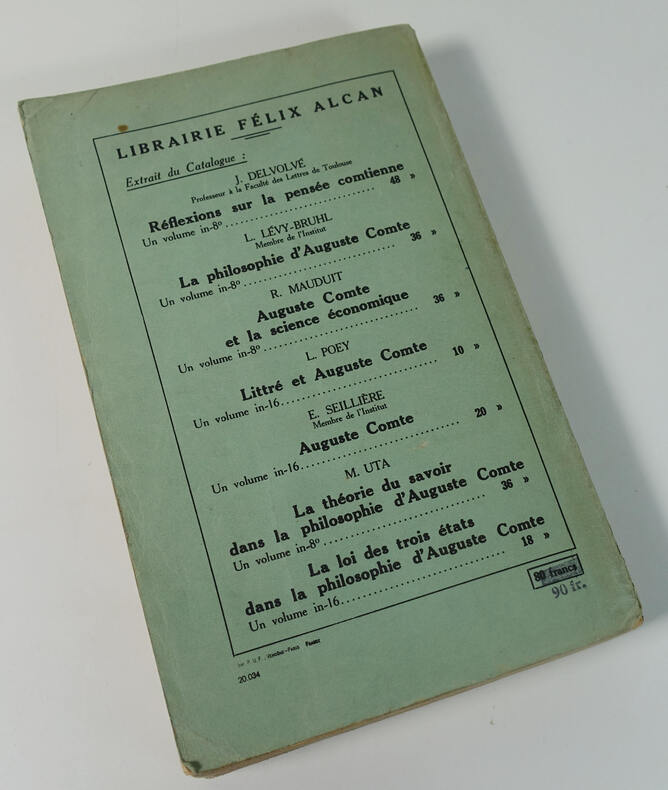 LIBRAIRIE FÉLIX ALCAN
Extrait du Catalogue :
J. DELVOLVÉ
Professeur à la Faculté des Lettres de Toulouse
Réflexions sur la pensée comtienne
Un volume in-8º.............................. 48 »
L. LÉVY-BRUHL
Membre de l'Institut
La philosophie d'Auguste Comte
Un volume in-8º.............................. 36 »
R. MAUDUIT
Auguste Comte
et la science économique
Un volume in-8º.............................. 36 »
L. POEY
Littré et Auguste Comte
Un volume in-16.............................. 10 »
E. SEILLIÈRE
Membre de l'Institut
Auguste Comte
Un volume in-16.............................. 20 »
M. UTA
La théorie du savoir
dans la philosophie d'Auguste Comte
Un volume in-8º.............................. 36 »
La loi des trois états
dans la philosophie d'Auguste Comte
Un volume in-16.............................. 18 »
80 francs
90 fr.
P. U. F. France
20.034